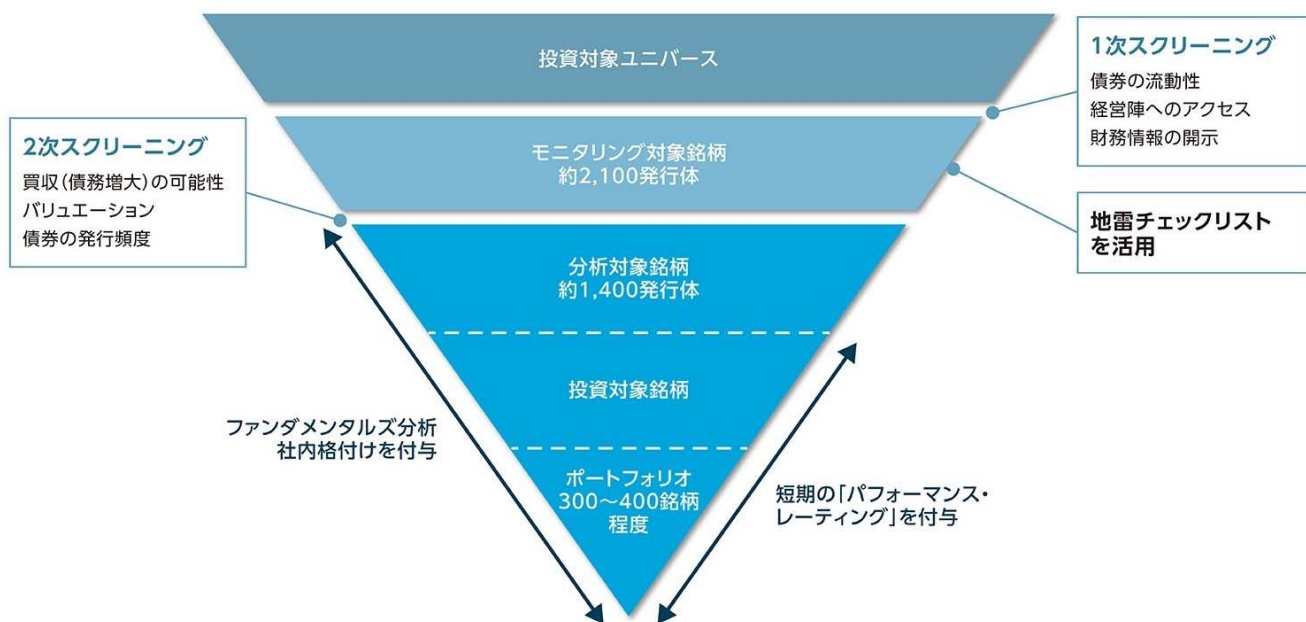 投資対象ユニバース
1次スクリーニング
債券の流動性
経営陣へのアクセス
財務情報の開示
モニタリング対象銘柄
約2,100発行体
2次スクリーニング
買収(債務増大)の可能性
バリュエーション
債券の発行頻度
地雷チェックリスト
を活用
分析対象銘柄
約1,400発行体
投資対象銘柄
ファンダメンタルズ分析
社内格付けを付与
ポートフォリオ
300〜400銘柄
程度
短期の「パフォーマンス・
レーティング」を付与